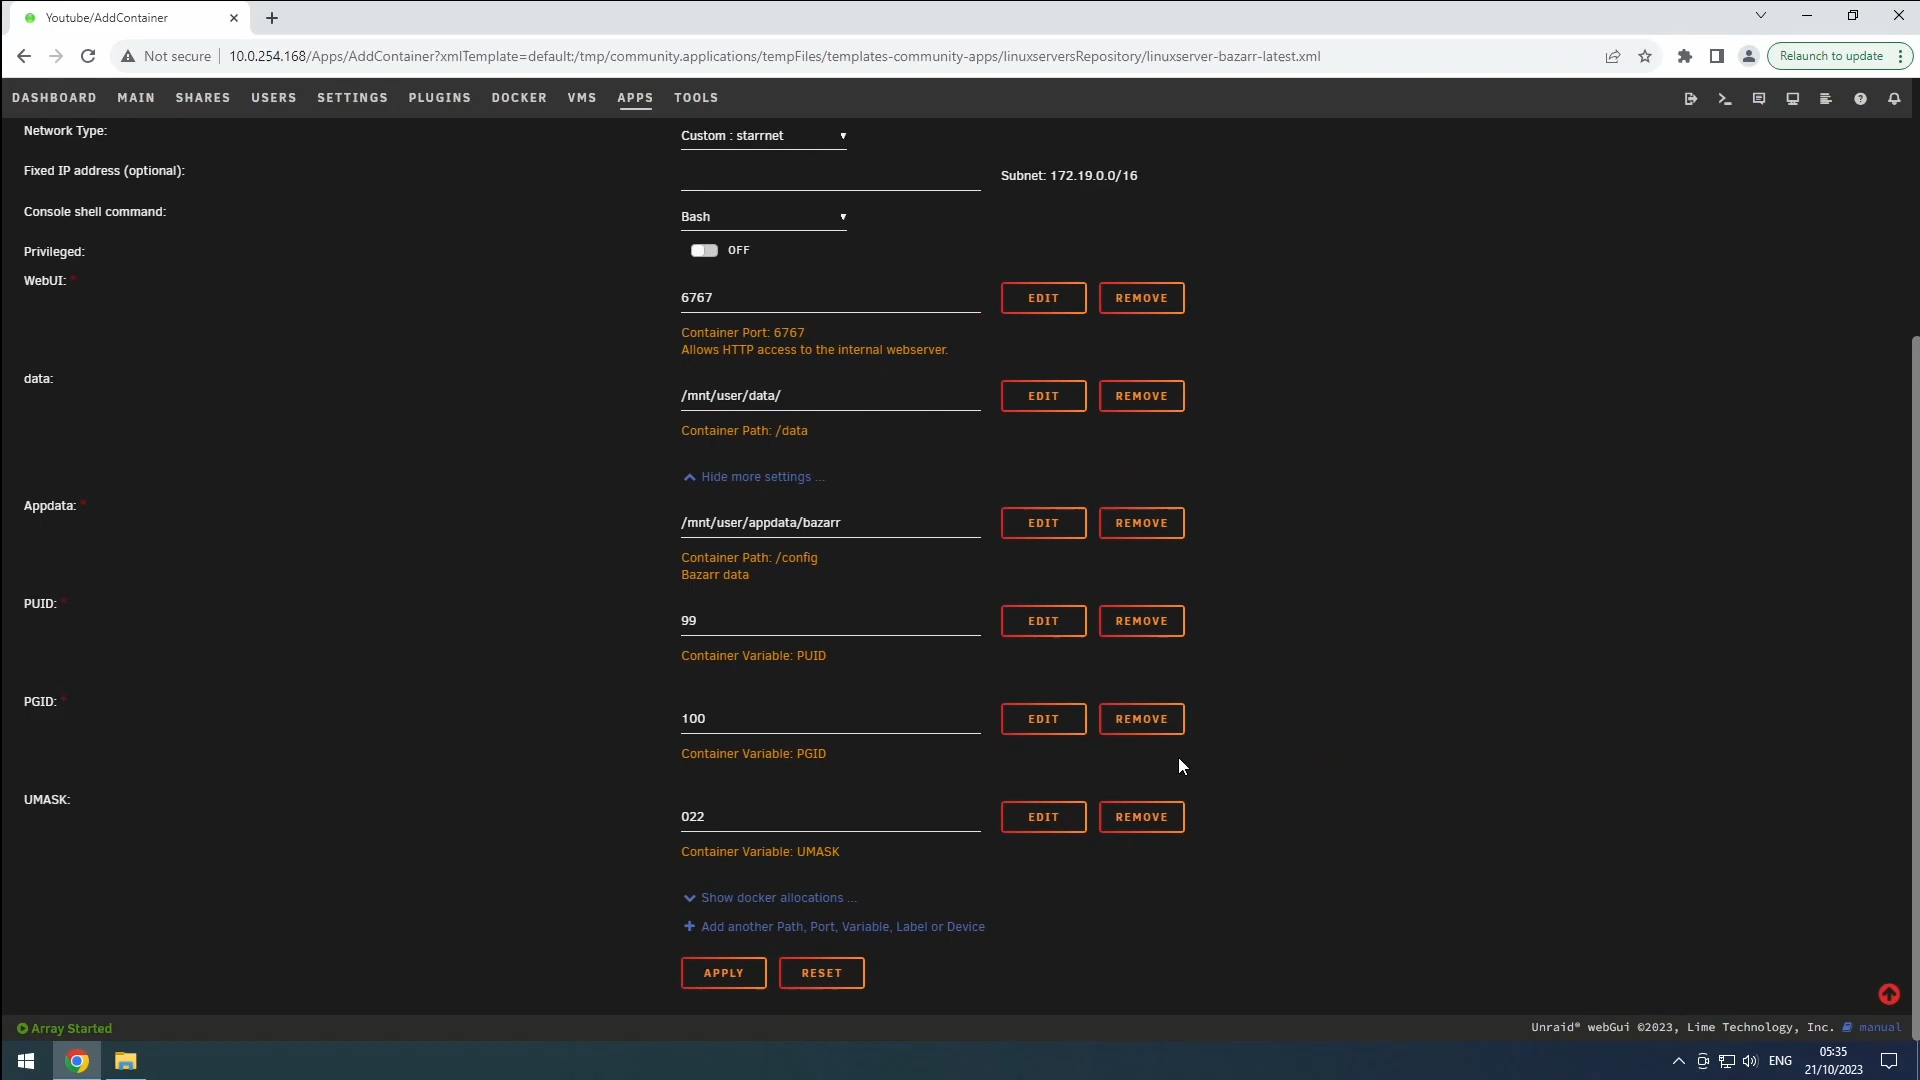 Youtube/AddContainer
Not secure
10.0.254.168/Apps/AddContainer?xmlTemplate=default:/tmp/community.applications/tempFiles/templates-community-apps/linuxserversRepository/linuxserver-bazarr-latest.xml
Relaunch to update
DASHBOARD MAIN SHARES USERS SETTINGS PLUGINS DOCKER VMS APPS TOOLS
Network Type:
Custom : starrnet
Fixed IP address (optional):
Subnet: 172.19.0.0/16
Console shell command:
Bash
Privileged:
OFF
WebUI: *
6767
EDIT REMOVE
Container Port: 6767
Allows HTTP access to the internal webserver.
data:
/mnt/user/data/
EDIT REMOVE
Container Path: /data
Hide more settings ...
Appdata: *
/mnt/user/appdata/bazarr
EDIT REMOVE
Container Path: /config
Bazarr data
PUID: *
99
EDIT REMOVE
Container Variable: PUID
PGID: *
100
EDIT REMOVE
Container Variable: PGID
UMASK:
022
EDIT REMOVE
Container Variable: UMASK
Show docker allocations ...
Add another Path, Port, Variable, Label or Device
APPLY RESET
Array Started
Unraid® webGui ©2023, Lime Technology, Inc. manual
ENG
05:35
21/10/2023